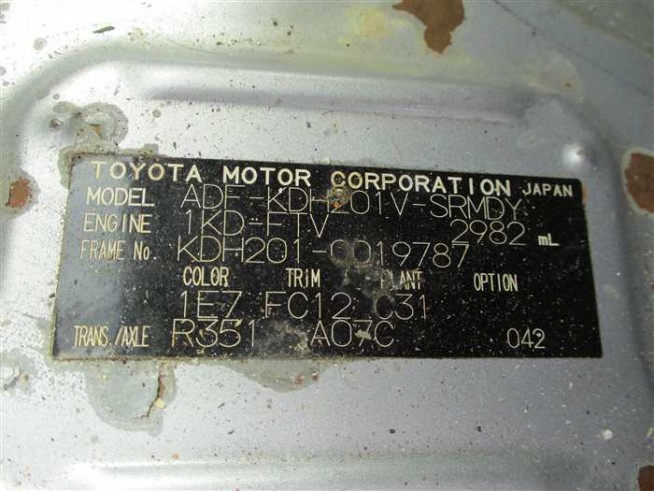 TOYOTA MOTOR CORPORATION JAPAN
MODEL ADF-KDH201V-SRMDY
ENGINE 1KD-FTV 2982 mL
FRAME No. KDH201-0019787
COLOR TRIM PLANT OPTION
1E7 FC12 C31
TRANS./AXLE R351 A07C 042